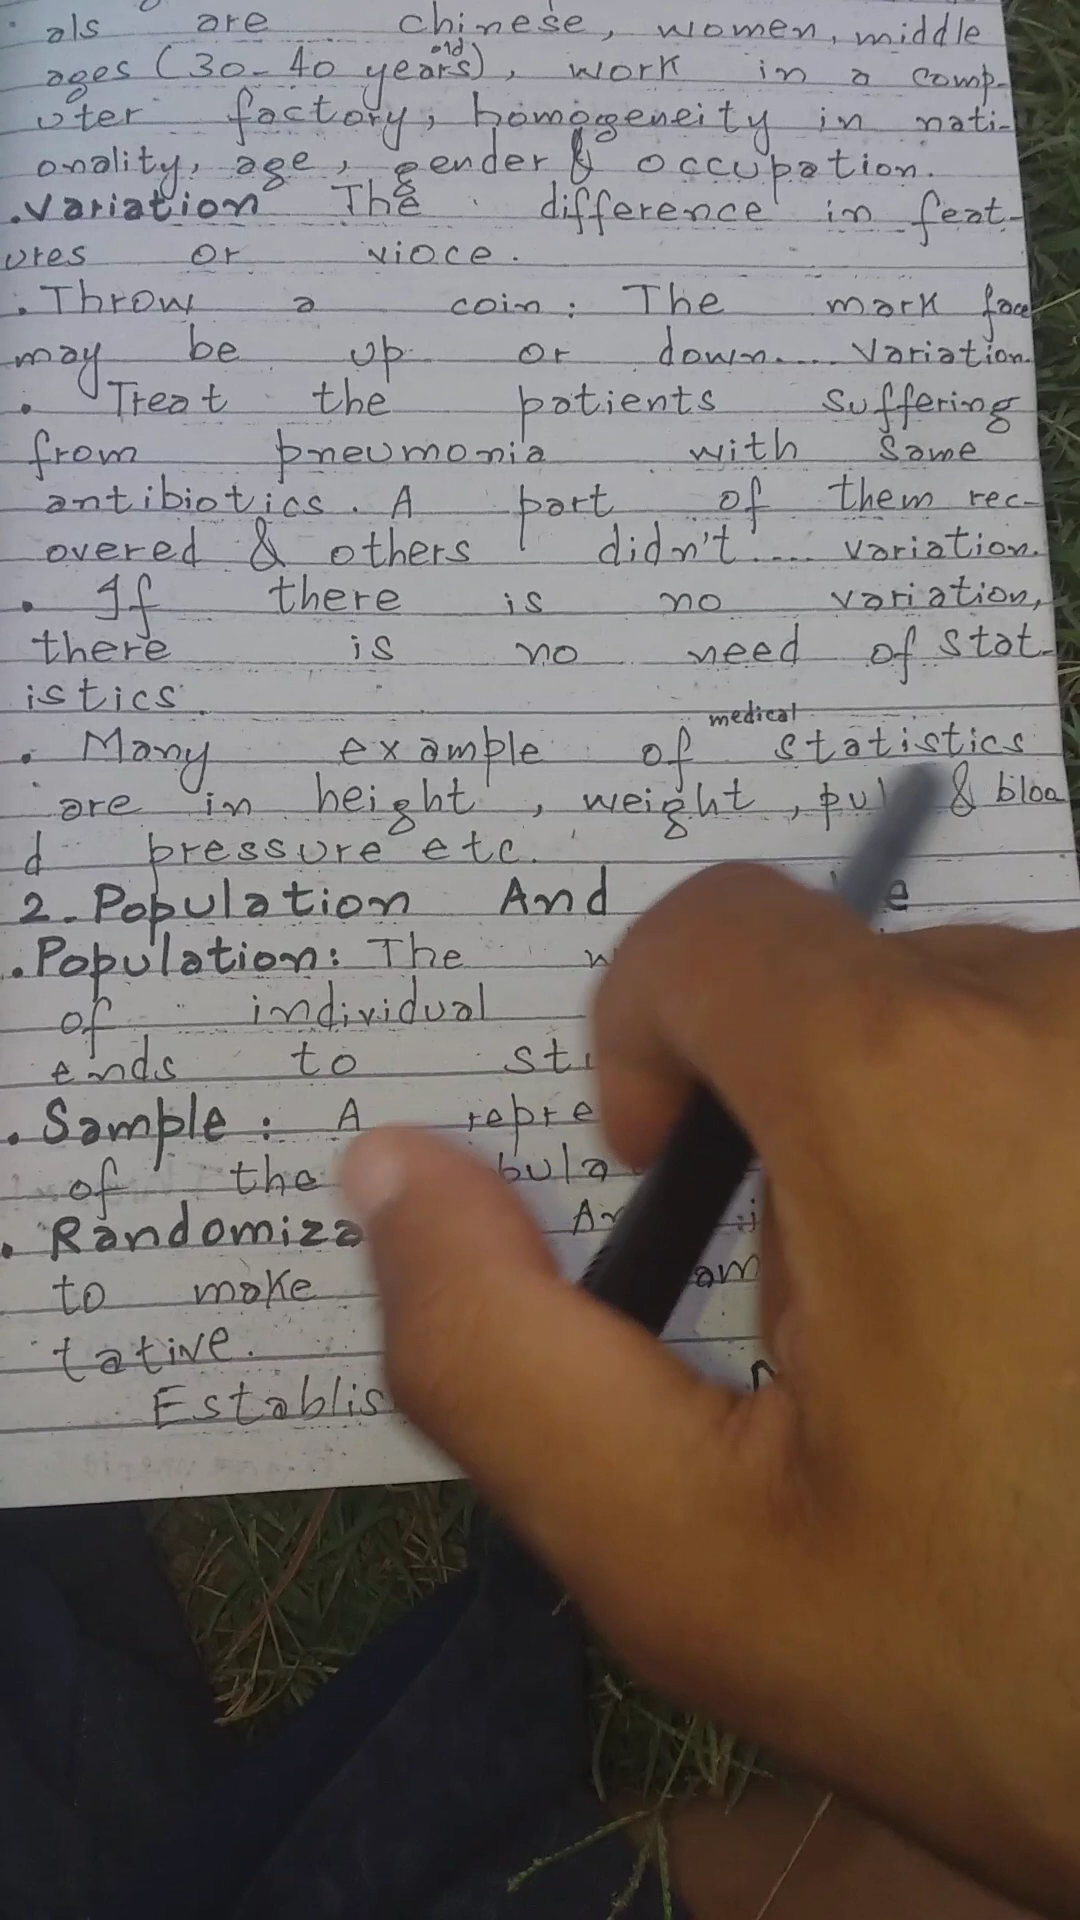 als are chinese, women, middle
ages (30-40 years old), work in a comp-
uter factory, homogeneity in nati-
onality, age, gender & occupation.
.Variation The difference in feat-
ures or vioce.
. Throw a coin: The mark face
may be up or down.... Variation.
. Treat the patients suffering
from pneumonia with same
antibiotics. A part of them rec-
overed & others didn't.... variation.
. If there is no variation,
there is no need of stat-
istics.
. Many example of medical statistics
are in height, weight, & bloo
d pressure etc.
2. Population And
.Population: The
of individual
ends to
. Sample: A repre
of the
. Randomiza
to make
tative.
Establis